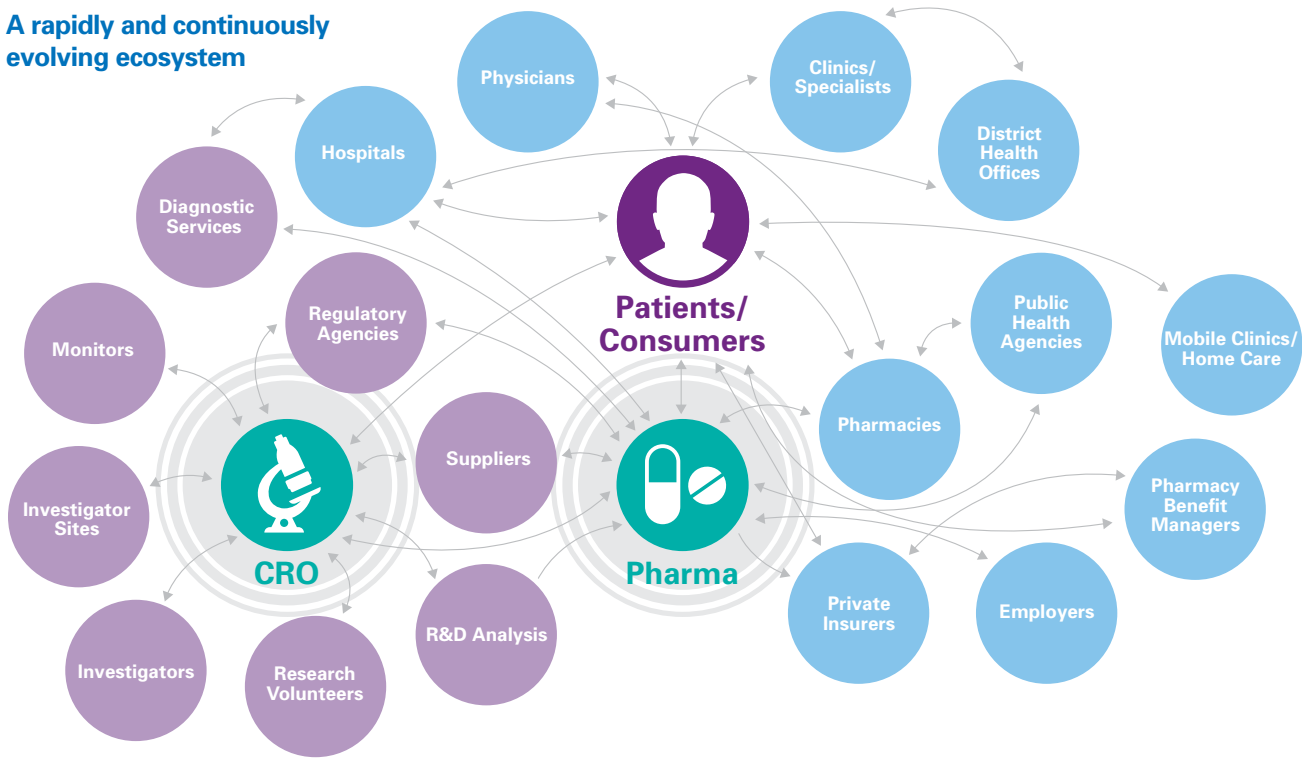 A rapidly and continuously
evolving ecosystem
Physicians
Clinics/
Specialists
Hospitals
District
Health
Offices
Diagnostic
Services
Patients/
Consumers
Regulatory
Agencies
Public
Health
Agencies
Mobile Clinics/
Home Care
Monitors
Pharmacies
Suppliers
Investigator
Sites
Pharmacy
Benefit
Managers
CRO
Pharma
Private
Insurers
Employers
R&D Analysis
Investigators
Research
Volunteers